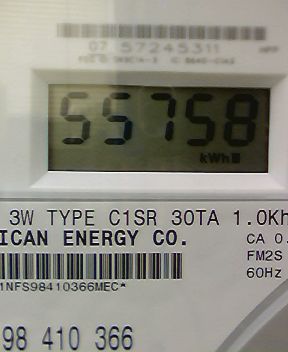 07 57245311
55758
kWh
3W TYPE C1SR 30TA 1.0Kh
ICAN ENERGY CO.
CA 0.
FM2S
60Hz
1NFS98410366MEC*
98 410 366